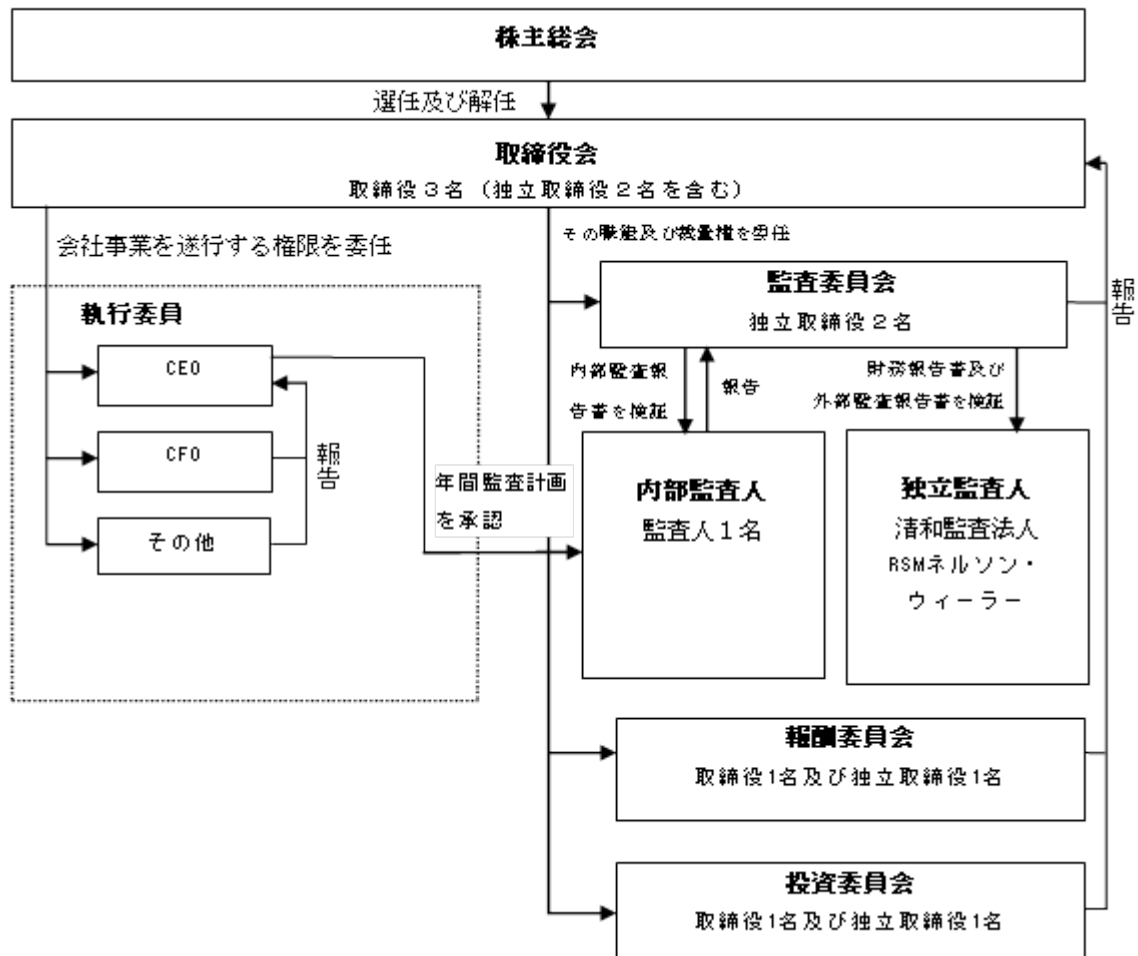 株主総会
選任及び解任
取締役会
取締役３名（独立取締役２名を含む）
会社事業を遂行する権限を委任
その職能及び裁量権を委任
執行委員
CEO
CFO
その他
報告
監査委員会
独立取締役２名
報告
内部監査報
告書を検証
報告
財務報告書及び
外部監査報告書を検証
年間監査計画
を承認
内部監査人
監査人１名
独立監査人
清和監査法人
RSMネルソン・
ウィーラー
報酬委員会
取締役1名及び独立取締役1名
投資委員会
取締役1名及び独立取締役1名